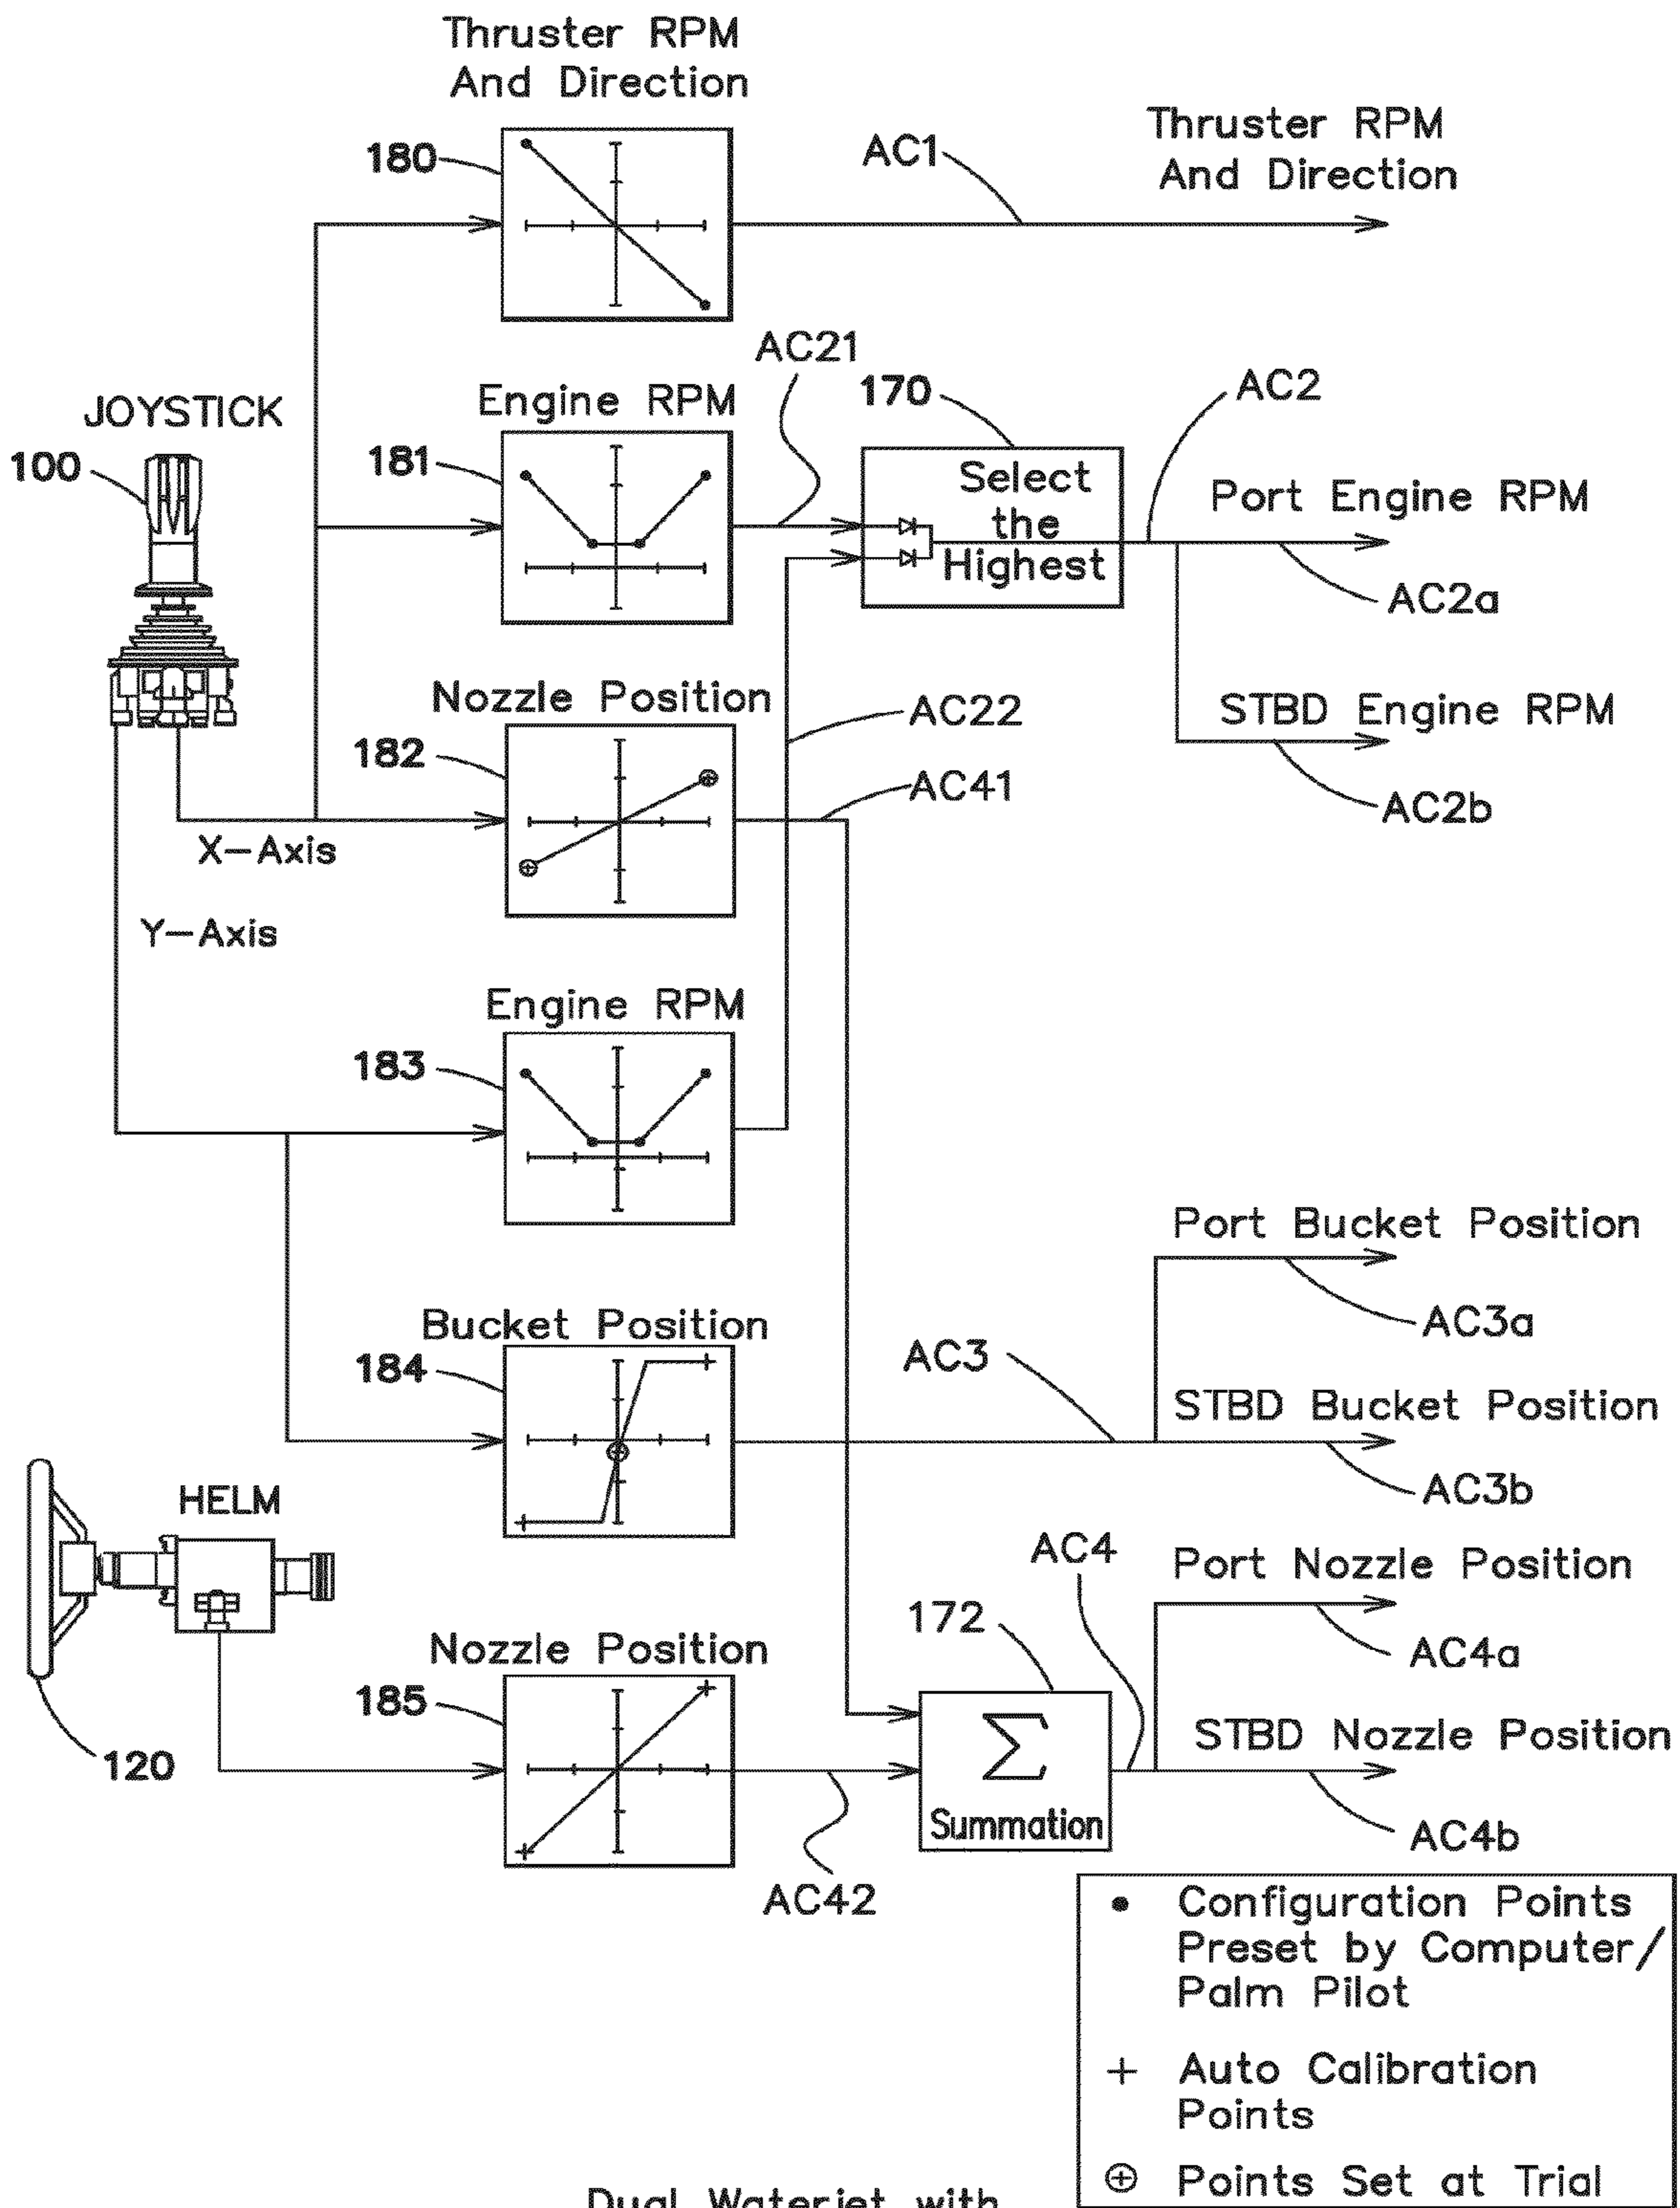 Thruster RPM
And Direction
180
AC1
Thruster RPM
And Direction
AC21
Engine RPM
170
AC2
JOYSTICK
100
181
Select
the
Highest
Port Engine RPM
AC2a
Nozzle Position
AC22
STBD Engine RPM
182
AC41
AC2b
X-Axis
Y-Axis
Engine RPM
183
Port Bucket Position
AC3a
Bucket Position
184
AC3
STBD Bucket Position
AC3b
HELM
AC4
Port Nozzle Position
172
Nozzle Position
AC4a
185
Σ
Summation
STBD Nozzle Position
120
AC4b
AC42
Configuration Points
Preset by Computer/
Palm Pilot
+ Auto Calibration
Points
Points Set at Trial
Dual Waterjet with